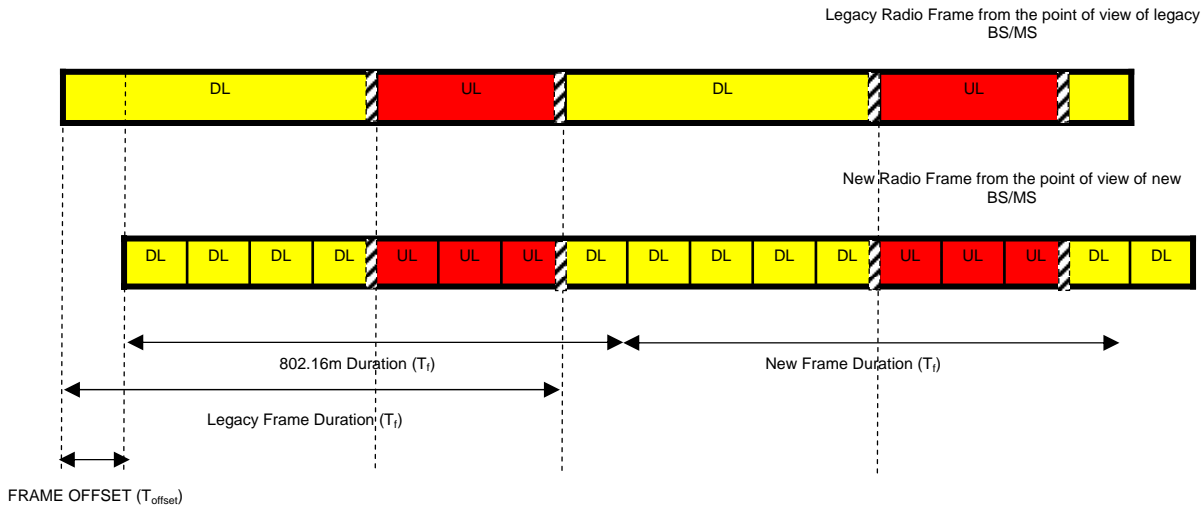 Legacy Radio Frame from the point of view of legacy
BS/MS
DL UL DL UL
New Radio Frame from the point of view of new
BS/MS
DL DL DL DL UL UL UL DL DL DL DL DL UL UL UL DL DL
802.16m Duration (Tf) New Frame Duration (Tf)
Legacy Frame Duration (Tf)
FRAME OFFSET (Toffset)